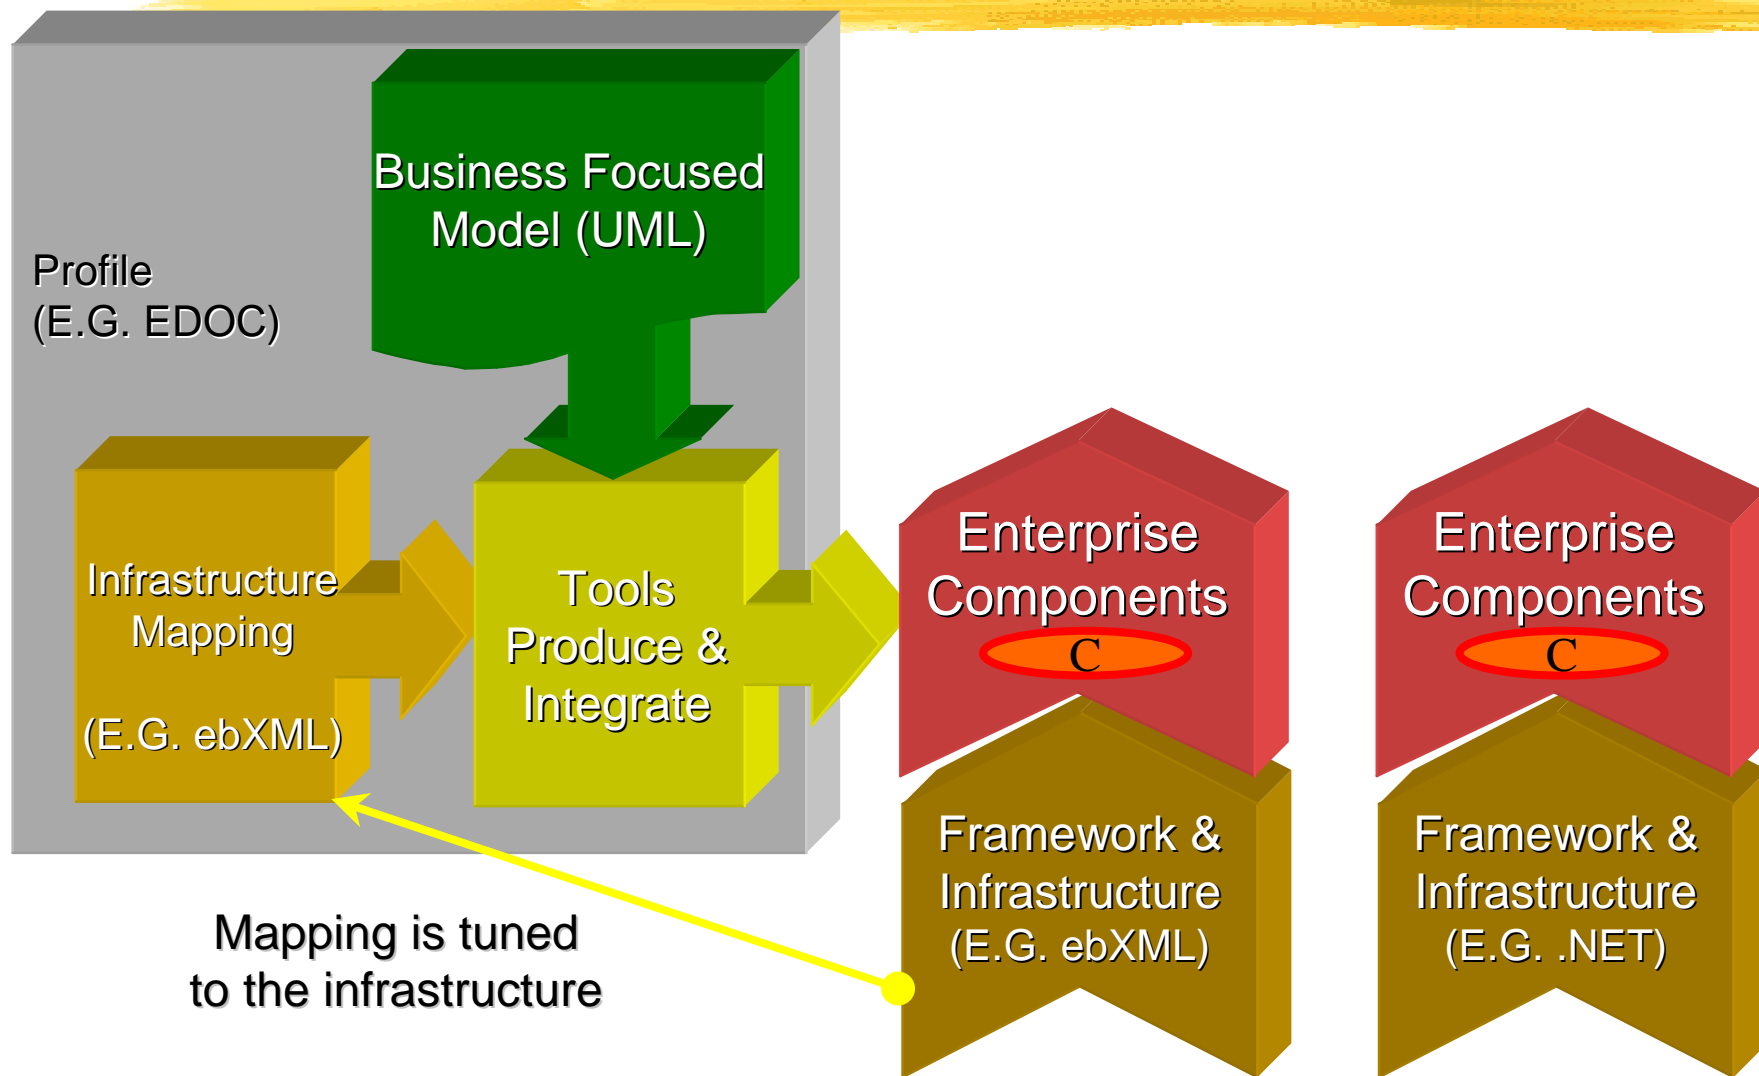 Business Focused
Model (UML)
Profile
(E.G. EDOC)
Infrastructure
Mapping
(E.G. ebXML)
Tools
Produce &
Integrate
Enterprise
Components
C
Enterprise
Components
C
Framework &
Infrastructure
(E.G. ebXML)
Framework &
Infrastructure
(E.G. .NET)
Mapping is tuned
to the infrastructure